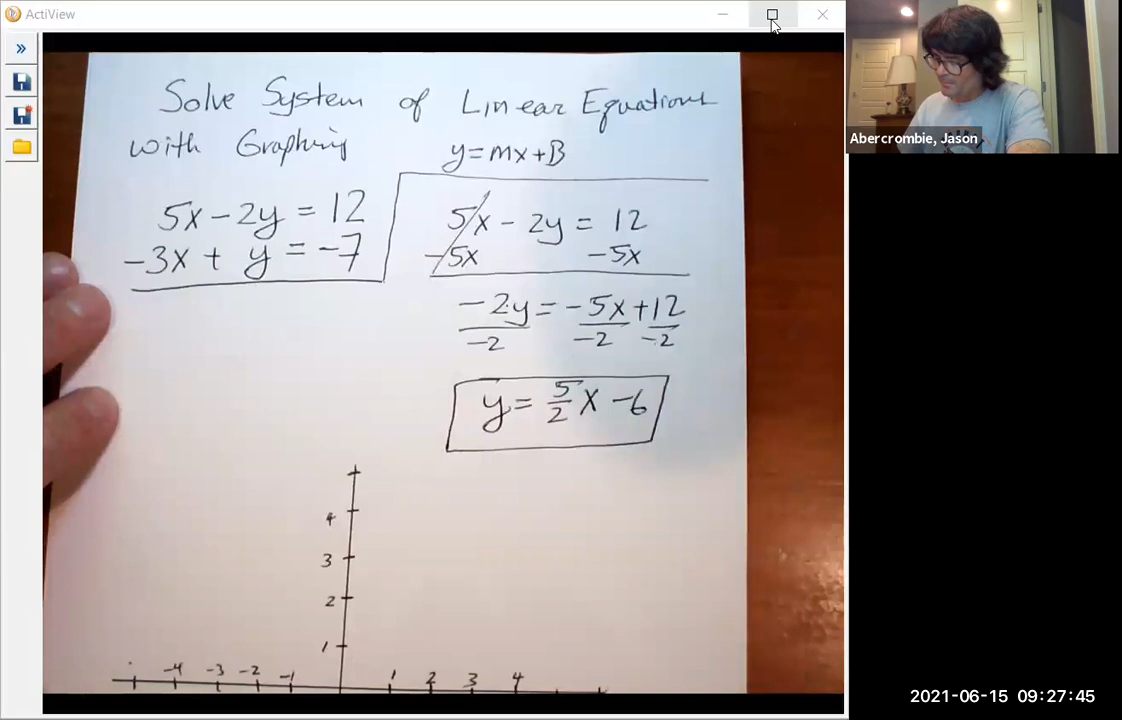 ActiView
Solve System of Linear Equations
with Graphing
y=mx+B
5x-2y=12
-3x+y=-7
5x-2y=12
-5x -5x
-2y=-5x+12
-2 -2 -2
y=5/2x-6
4
3
2
1
-4 -3 -2 -1 1 2 3 4
Abercrombie, Jason
2021-06-15 09:27:45